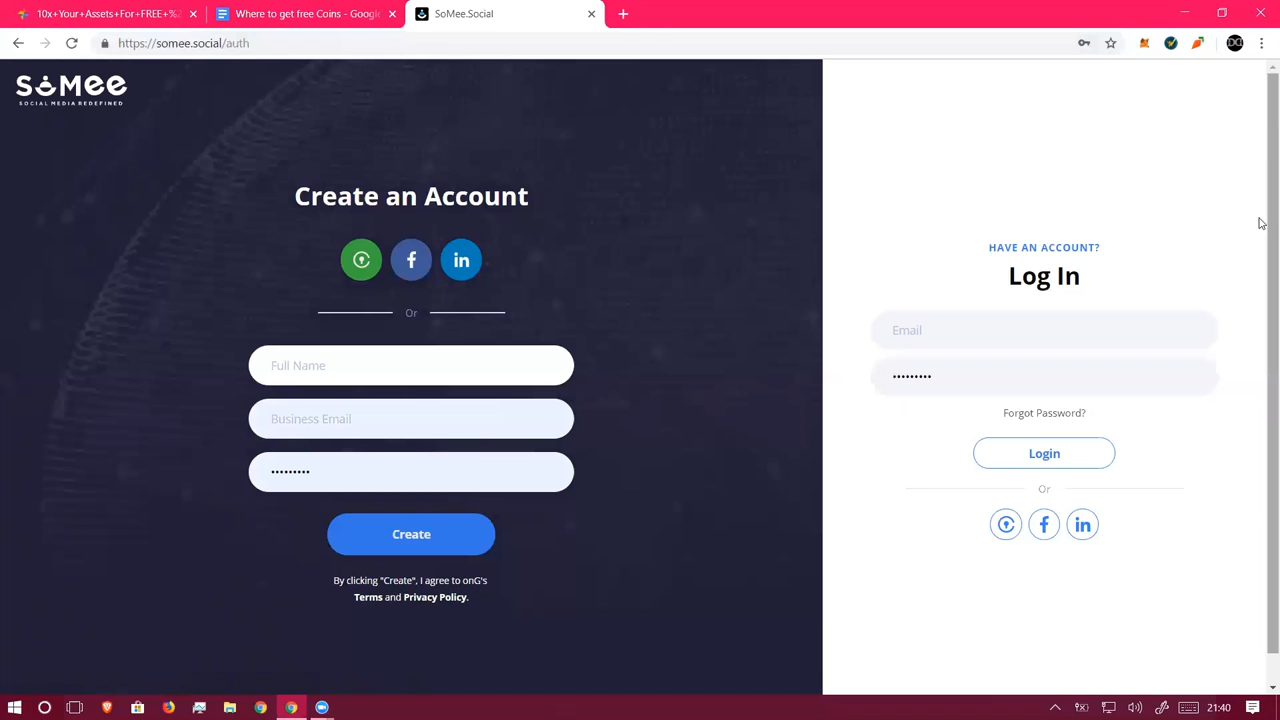 10x+Your+Assets+For+FREE+%2
Where to get free Coins - Google
SoMee.Social
https://somee.social/auth
SoMee
SOCIAL MEDIA REDEFINED
Create an Account
Or
Full Name
Business Email
•••••••••
Create
By clicking "Create", I agree to onG's
Terms and Privacy Policy.
HAVE AN ACCOUNT?
Log In
Email
•••••••••
Forgot Password?
Login
Or
21:40